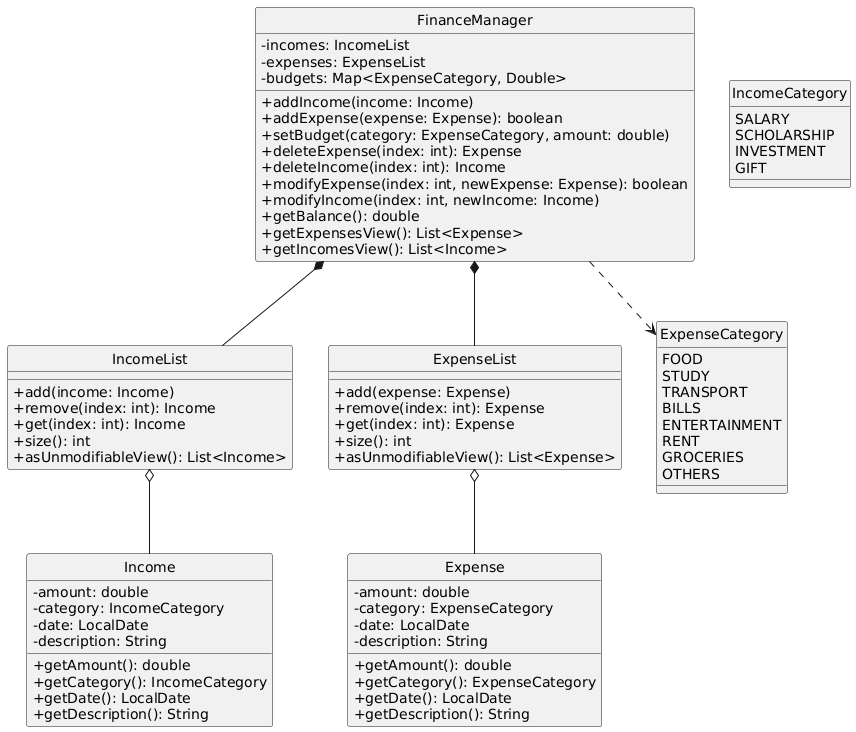 FinanceManager
-incomes: IncomeList
-expenses: ExpenseList
-budgets: Map<ExpenseCategory, Double>
+addIncome(income: Income)
+addExpense(expense: Expense): boolean
+setBudget(category: ExpenseCategory, amount: double)
+deleteExpense(index: int): Expense
+deleteIncome(index: int): Income
+modifyExpense(index: int, newExpense: Expense): boolean
+modifyIncome(index: int, newIncome: Income)
+getBalance(): double
+getExpensesView(): List<Expense>
+getIncomesView(): List<Income>
IncomeCategory
SALARY
SCHOLARSHIP
INVESTMENT
GIFT
IncomeList
+add(income: Income)
+remove(index: int): Income
+get(index: int): Income
+size(): int
+asUnmodifiableView(): List<Income>
ExpenseList
+add(expense: Expense)
+remove(index: int): Expense
+get(index: int): Expense
+size(): int
+asUnmodifiableView(): List<Expense>
ExpenseCategory
FOOD
STUDY
TRANSPORT
BILLS
ENTERTAINMENT
RENT
GROCERIES
OTHERS
Income
-amount: double
-category: IncomeCategory
-date: LocalDate
-description: String
+getAmount(): double
+getCategory(): IncomeCategory
+getDate(): LocalDate
+getDescription(): String
Expense
-amount: double
-category: ExpenseCategory
-date: LocalDate
-description: String
+getAmount(): double
+getCategory(): ExpenseCategory
+getDate(): LocalDate
+getDescription(): String